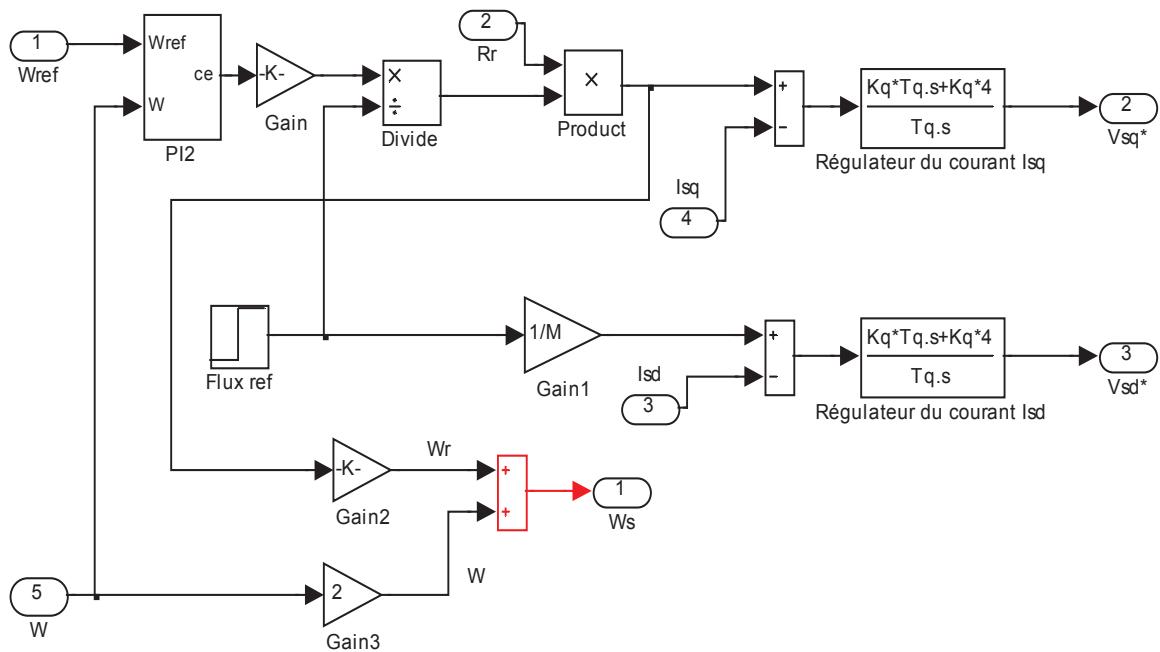 1
Wref
Wref
ce
W
PI2
-K-
Gain
×
÷
Divide
2
Rr
×
Product
+
−
Kq*Tq.s+Kq*4
Tq.s
Régulateur du courant Isq
2
Vsq*
Isq
4
Flux ref
1/M
Gain1
Isd
3
+
−
Kq*Tq.s+Kq*4
Tq.s
Régulateur du courant Isd
3
Vsd*
-K-
Gain2
Wr
+
+
1
Ws
5
W
2
Gain3
W